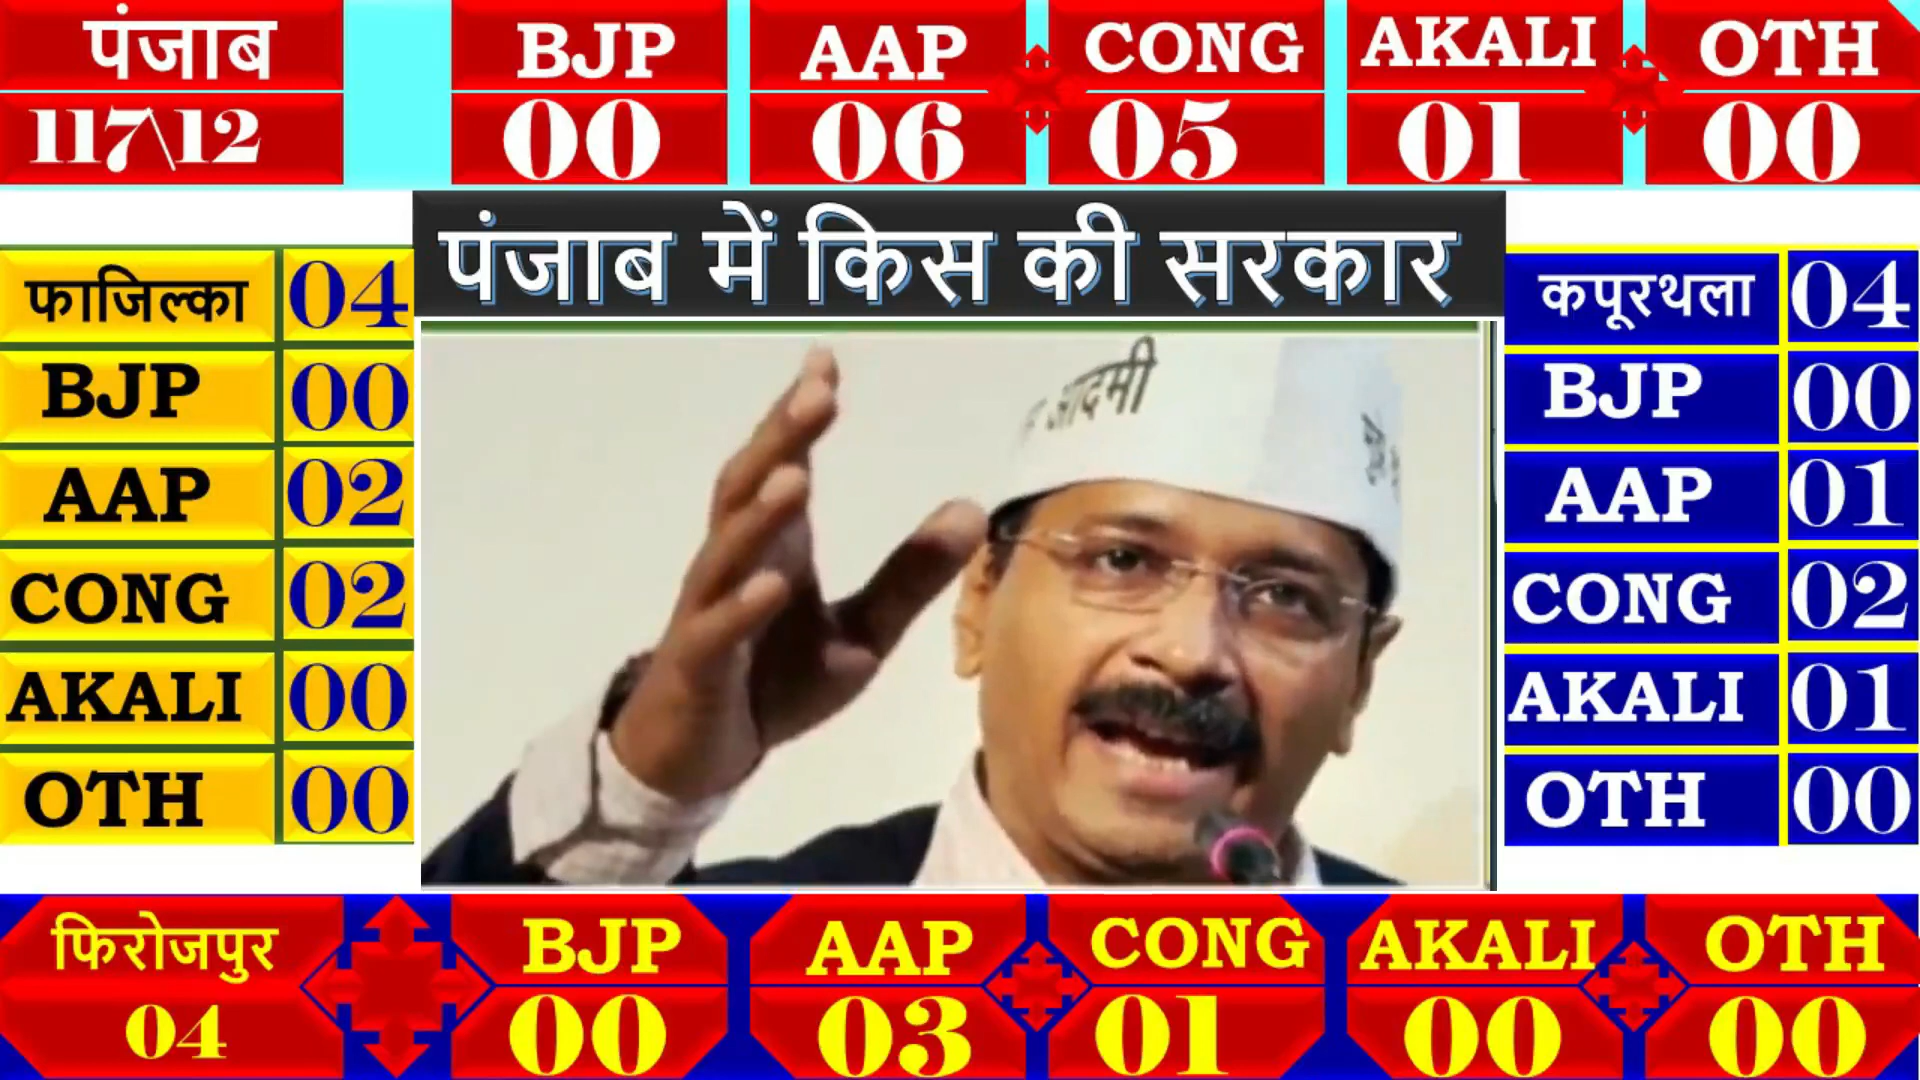 पंजाब
117\12
BJP
00
AAP
06
CONG
05
AKALI
01
OTH
00
पंजाब में किस की सरकार
फाजिल्का 04
BJP 00
AAP 02
CONG 02
AKALI 00
OTH 00
आदमी
कपूरथला 04
BJP 00
AAP 01
CONG 02
AKALI 01
OTH 00
फिरोजपुर
04
BJP
00
AAP
03
CONG
01
AKALI
00
OTH
00